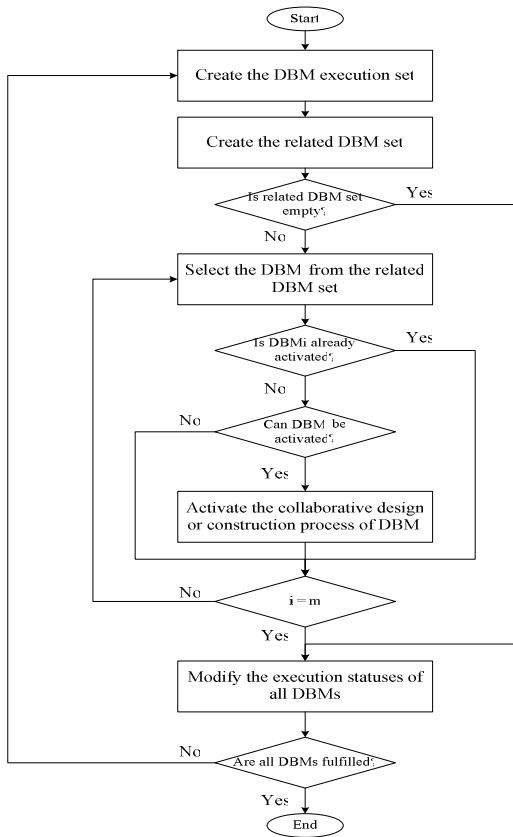 Start
Create the DBM execution set
Create the related DBM set
Is related DBM set
empty
Yes
No
Select the DBM from the related
DBM set
Is DBMi already
activated
Yes
No
Can DBM be
activated
No
Yes
Activate the collaborative design
or construction process of DBM
i = m
No
Yes
Modify the execution statuses of
all DBMs
Are all DBMs fulfilled
No
Yes
End